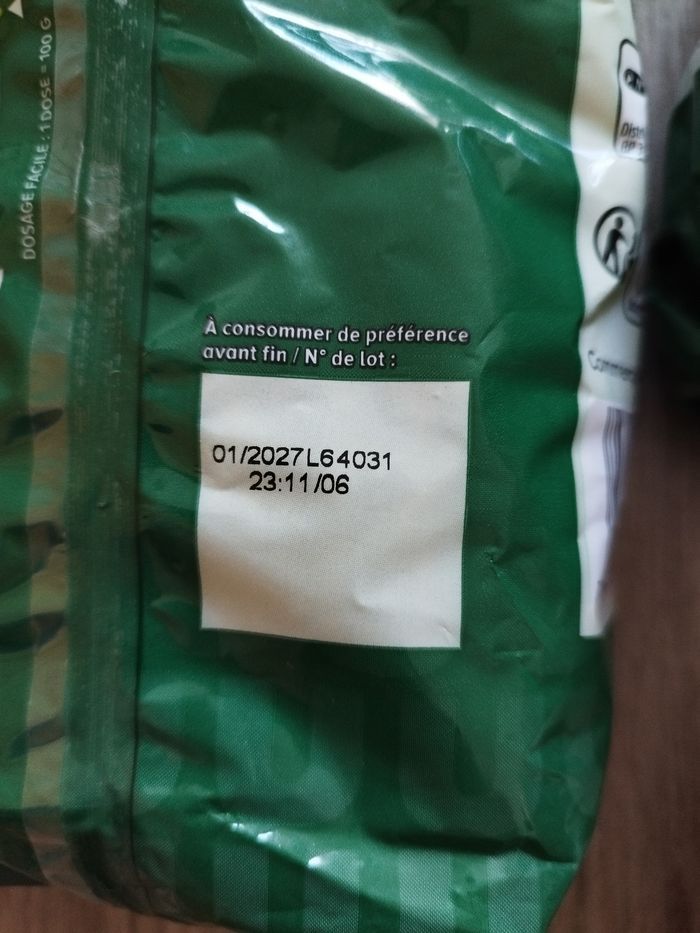 DOSAGE FACILE : 1 DOSE = 100 G
À consommer de préférence
avant fin / N° de lot :
01/2027L64031
23:11/06